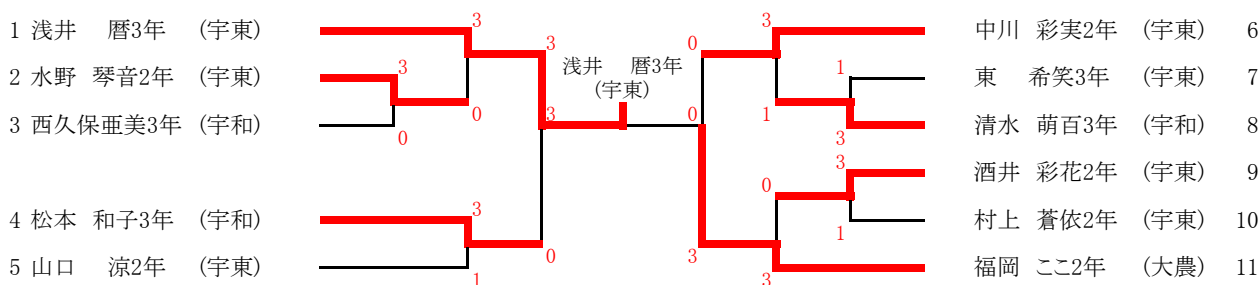 1 浅井　暦3年　(宇東)
2 水野　琴音2年　(宇東)
3 西久保亜美3年　(宇和)
4 松本　和子3年　(宇和)
5 山口　涼2年　(宇東)
3
3
0
0
3
1
3
0
3
浅井　暦3年
(宇東)
0
0
3
3
1
1
3
3
0
1
3
中川　彩実2年　(宇東)　6
東　希笑3年　(宇東)　7
清水　萌百3年　(宇和)　8
酒井　彩花2年　(宇東)　9
村上　蒼依2年　(宇東)　10
福岡　ここ2年　(大農)　11